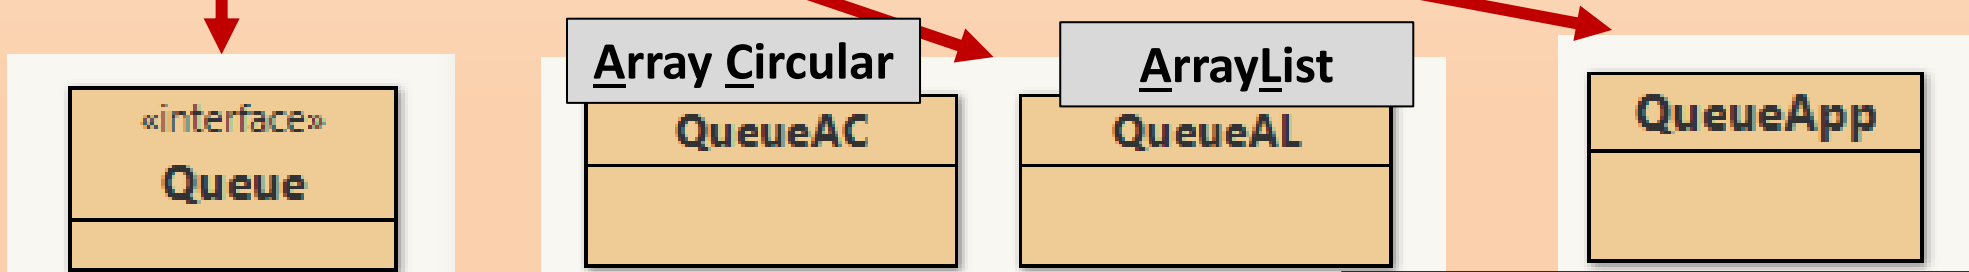 Array Circular
ArrayList
«interface»
Queue
QueueAC
QueueAL
QueueApp